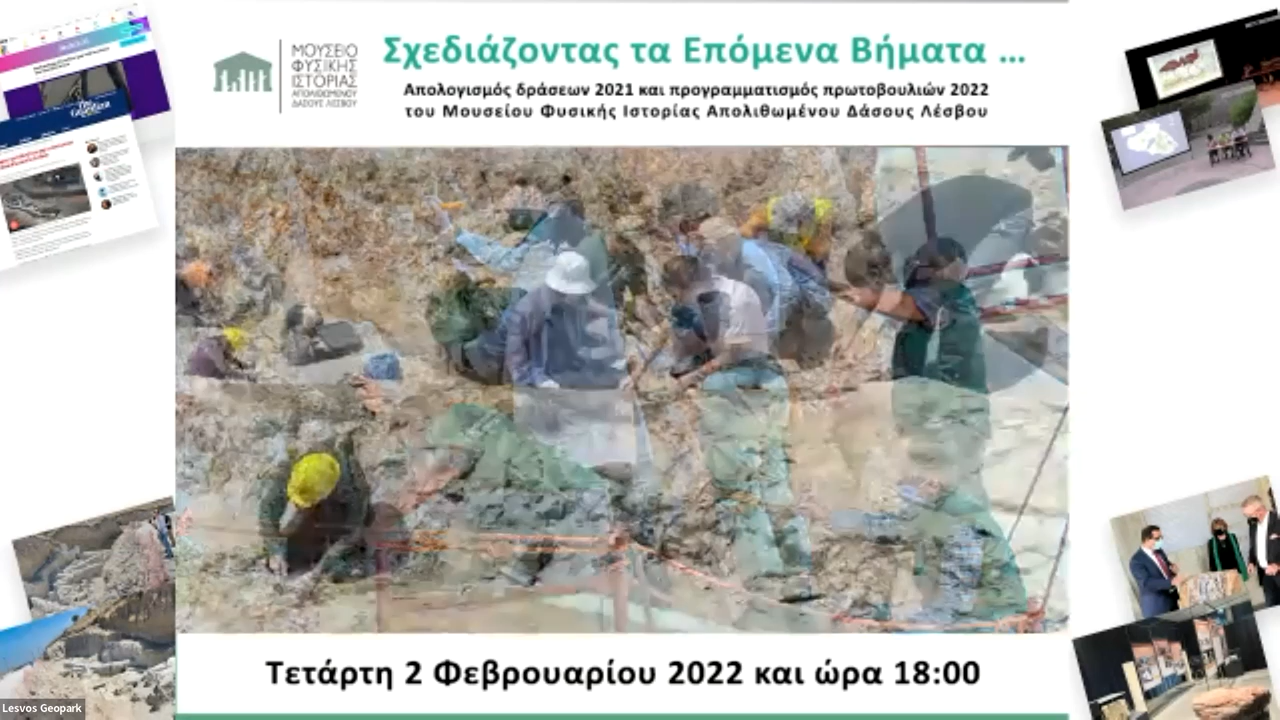 ΜΟΥΣΕΙΟ
ΦΥΣΙΚΗΣ
ΙΣΤΟΡΙΑΣ
ΑΠΟΛΙΘΩΜΕΝΟΥ
ΔΑΣΟΥΣ ΛΕΣΒΟΥ
Σχεδιάζοντας τα Επόμενα Βήματα ...
Απολογισμός δράσεων 2021 και προγραμματισμός πρωτοβουλιών 2022
του Μουσείου Φυσικής Ιστορίας Απολιθωμένου Δάσους Λέσβου
Τετάρτη 2 Φεβρουαρίου 2022 και ώρα 18:00
Lesvos Geopark